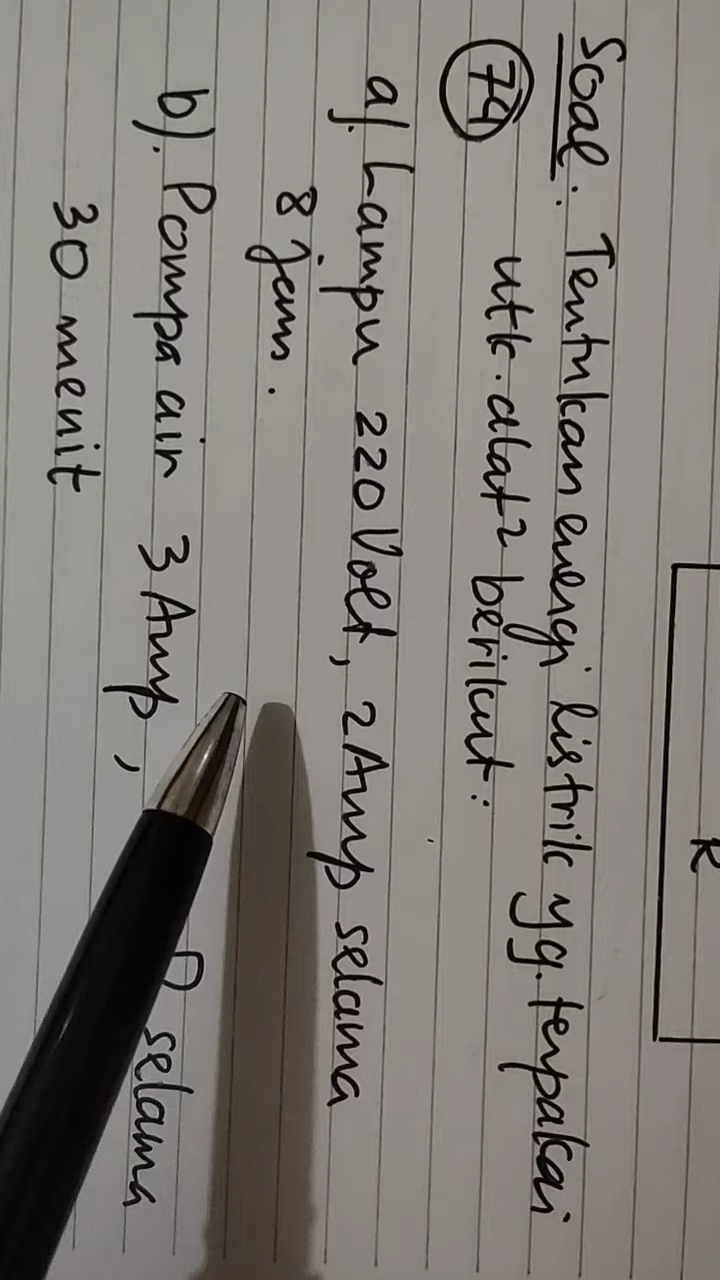 R
Soal: Tentukan energi listrik yg. terpakai
74 utk. alat² berikut:
a). Lampu 220 Volt, 2 Amp selama
8 jam.
b). Pompa air 3 Amp, selama
30 menit